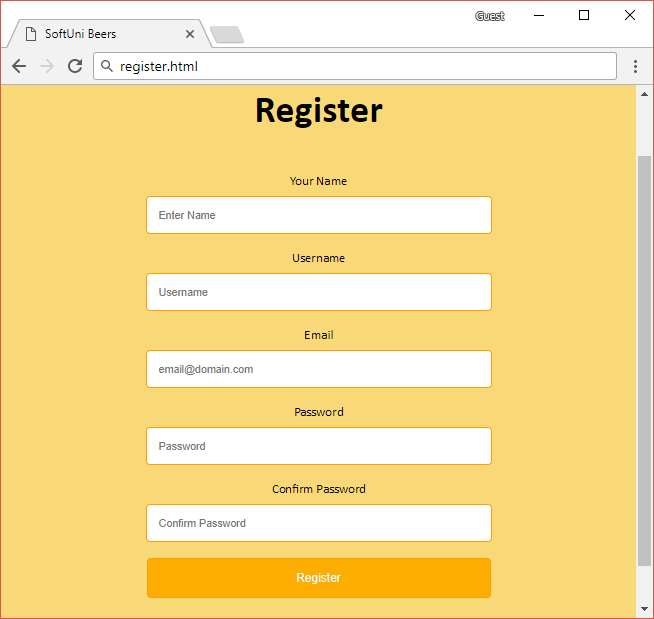 Guest
SoftUni Beers
register.html
Register
Your Name
Enter Name
Username
Username
Email
email@domain.com
Password
Password
Confirm Password
Confirm Password
Register